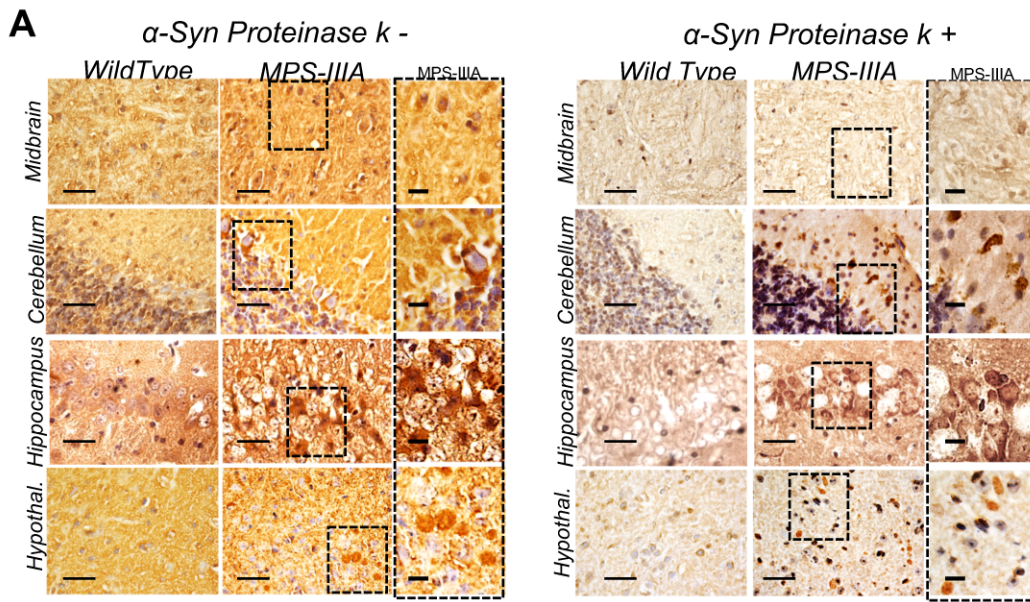 A
α-Syn Proteinase k -
WildType MPS-IIIA MPS-IIIA
Midbrain
Cerebellum
Hippocampus
Hypothal.
α-Syn Proteinase k +
Wild Type MPS-IIIA MPS-IIIA
Midbrain
Cerebellum
Hippocampus
Hypothal.